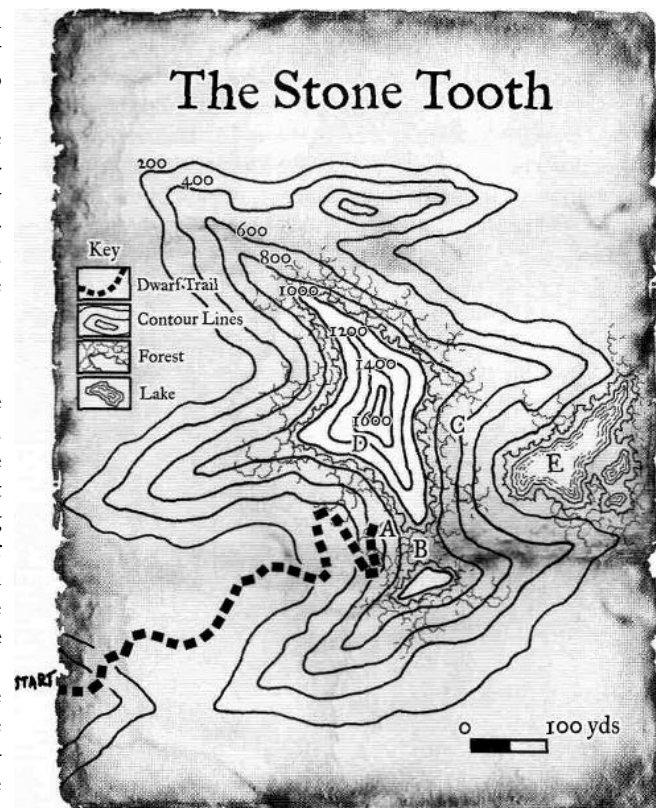 The Stone Tooth
200
400
600
800
1000
1200
1400
1600
Key
Dwarf Trail
Contour Lines
Forest
Lake
A
B
C
D
E
START
0 100 yds